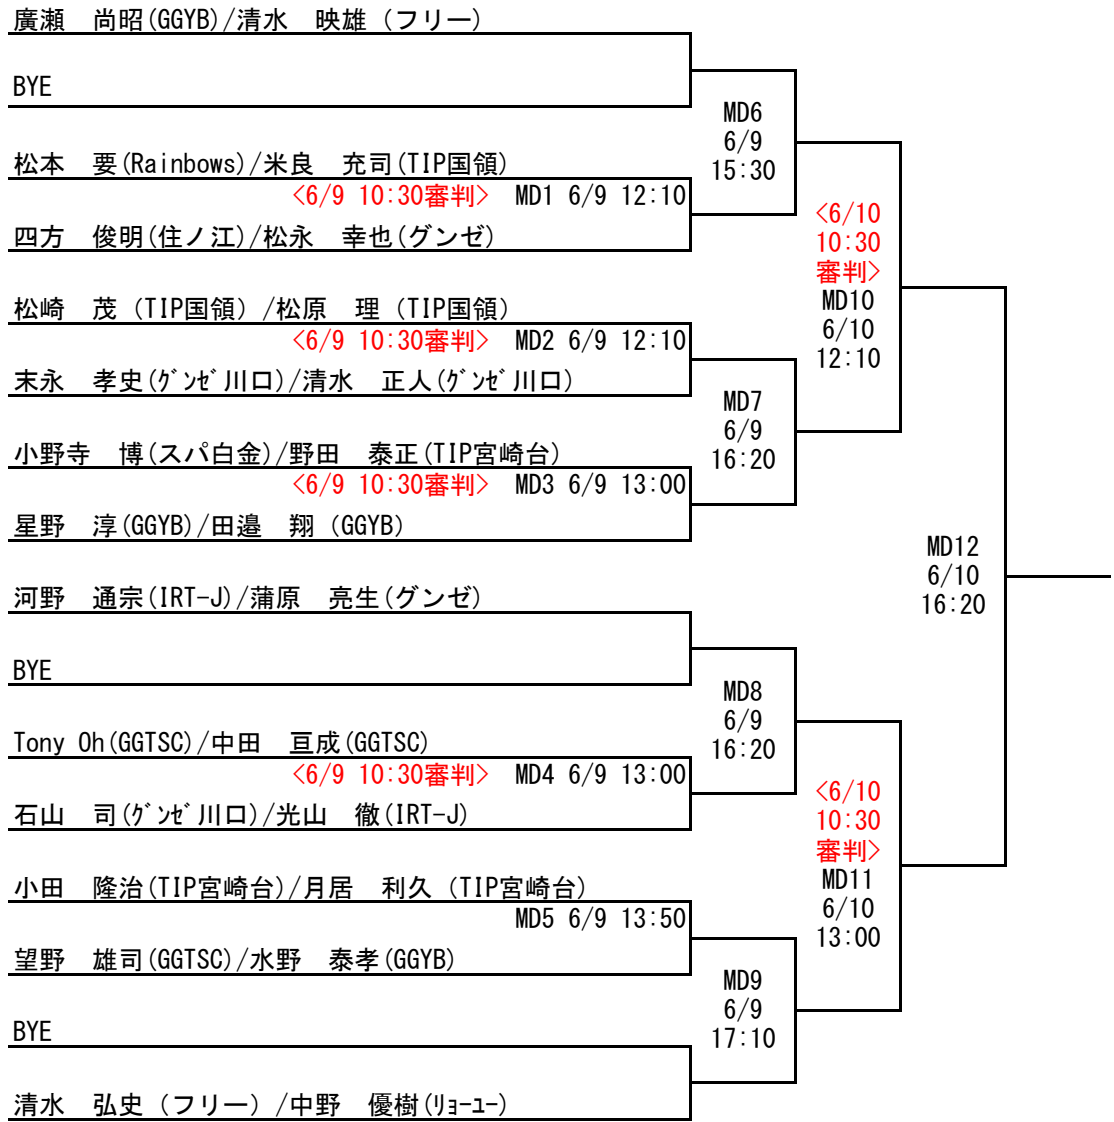 廣瀬　尚昭(GGYB)/清水　映雄（フリー）
BYE
MD6
6/9
15:30
松本　要(Rainbows)/米良　充司(TIP国領)
<6/9 10:30審判>　MD1 6/9 12:10
四方　俊明(住ノ江)/松永　幸也(グンゼ)
<6/10
10:30
審判>
MD10
6/10
12:10
松崎　茂（TIP国領）/松原　理（TIP国領)
<6/9 10:30審判>　MD2 6/9 12:10
末永　孝史(ｸﾞﾝｾﾞ川口)/清水　正人(ｸﾞﾝｾﾞ川口)
MD7
6/9
16:20
小野寺　博(スパ白金)/野田　泰正(TIP宮崎台)
<6/9 10:30審判>　MD3 6/9 13:00
星野　淳(GGYB)/田邉　翔（GGYB）
MD12
6/10
16:20
河野　通宗(IRT-J)/蒲原　亮生(グンゼ)
BYE
MD8
6/9
16:20
Tony Oh(GGTSC)/中田　亘成(GGTSC)
<6/9 10:30審判>　MD4 6/9 13:00
石山　司(ｸﾞﾝｾﾞ川口)/光山　徹(IRT-J)
<6/10
10:30
審判>
MD11
6/10
13:00
小田　隆治(TIP宮崎台)/月居　利久（TIP宮崎台）
MD5 6/9 13:50
望野　雄司(GGTSC)/水野　泰孝(GGYB)
MD9
6/9
17:10
BYE
清水　弘史（フリー）/中野　優樹(ﾘｮｰﾕｰ)